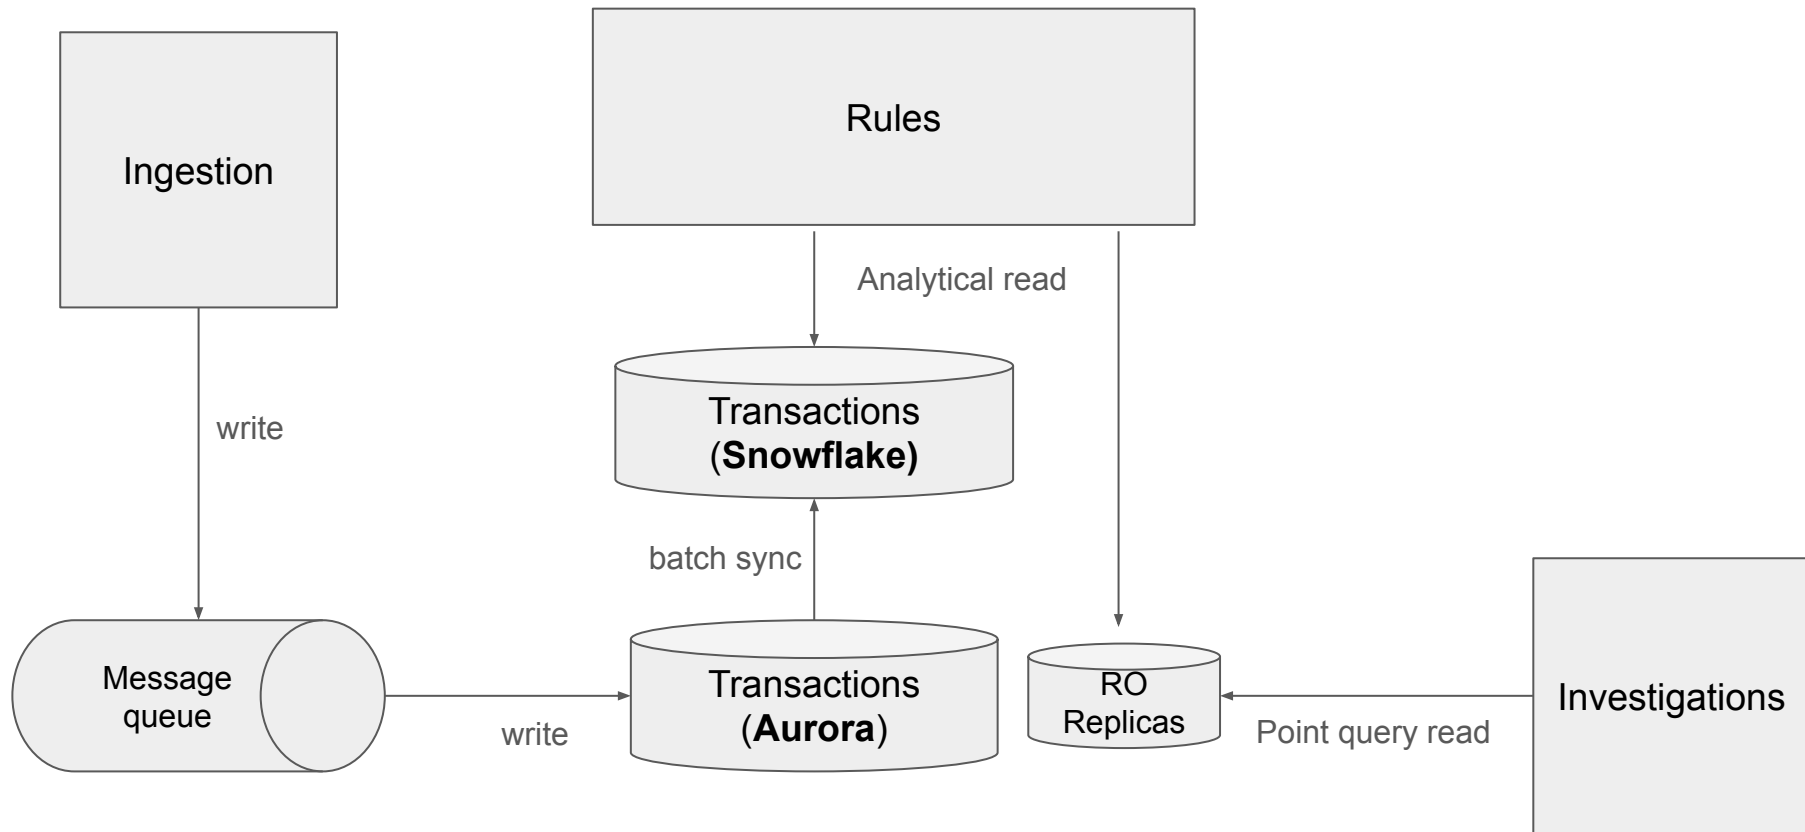 Rules
Ingestion
Analytical read
Transactions
(Snowflake)
write
batch sync
Message
queue
write
Transactions
(Aurora)
RO
Replicas
Point query read
Investigations